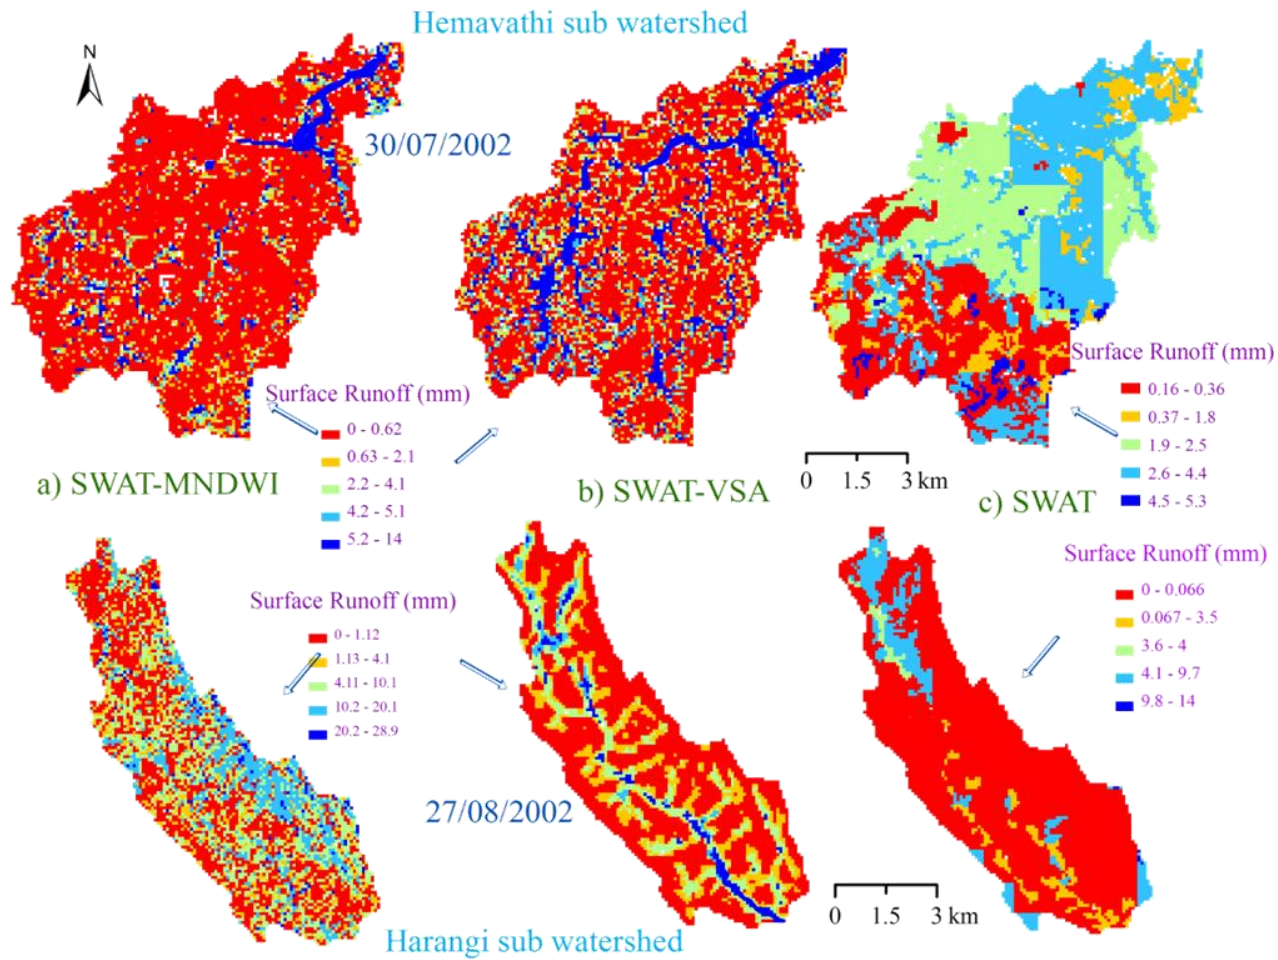 Hemavathi sub watershed
N
30/07/2002
Surface Runoff (mm)
0 - 0.62
0.63 - 2.1
2.2 - 4.1
4.2 - 5.1
5.2 - 14
Surface Runoff (mm)
0.16 - 0.36
0.37 - 1.8
1.9 - 2.5
2.6 - 4.4
4.5 - 5.3
0 1.5 3 km
a) SWAT-MNDWI
b) SWAT-VSA
c) SWAT
Surface Runoff (mm)
0 - 1.12
1.13 - 4.1
4.11 - 10.1
10.2 - 20.1
20.2 - 28.9
Surface Runoff (mm)
0 - 0.066
0.067 - 3.5
3.6 - 4
4.1 - 9.7
9.8 - 14
27/08/2002
0 1.5 3 km
Harangi sub watershed